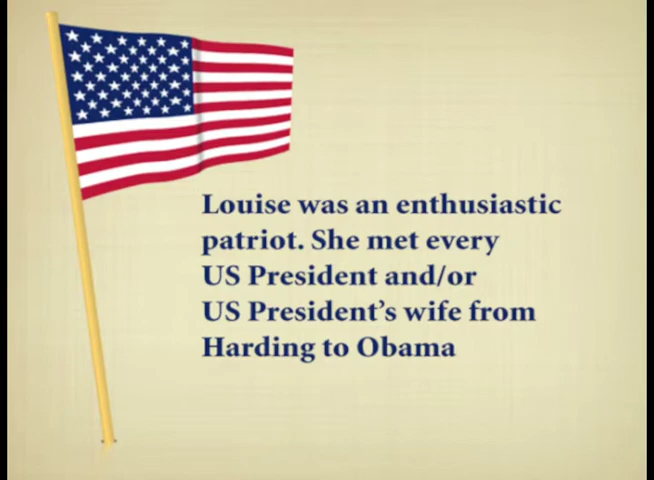 Louise was an enthusiastic
patriot. She met every
US President and/or
US President’s wife from
Harding to Obama